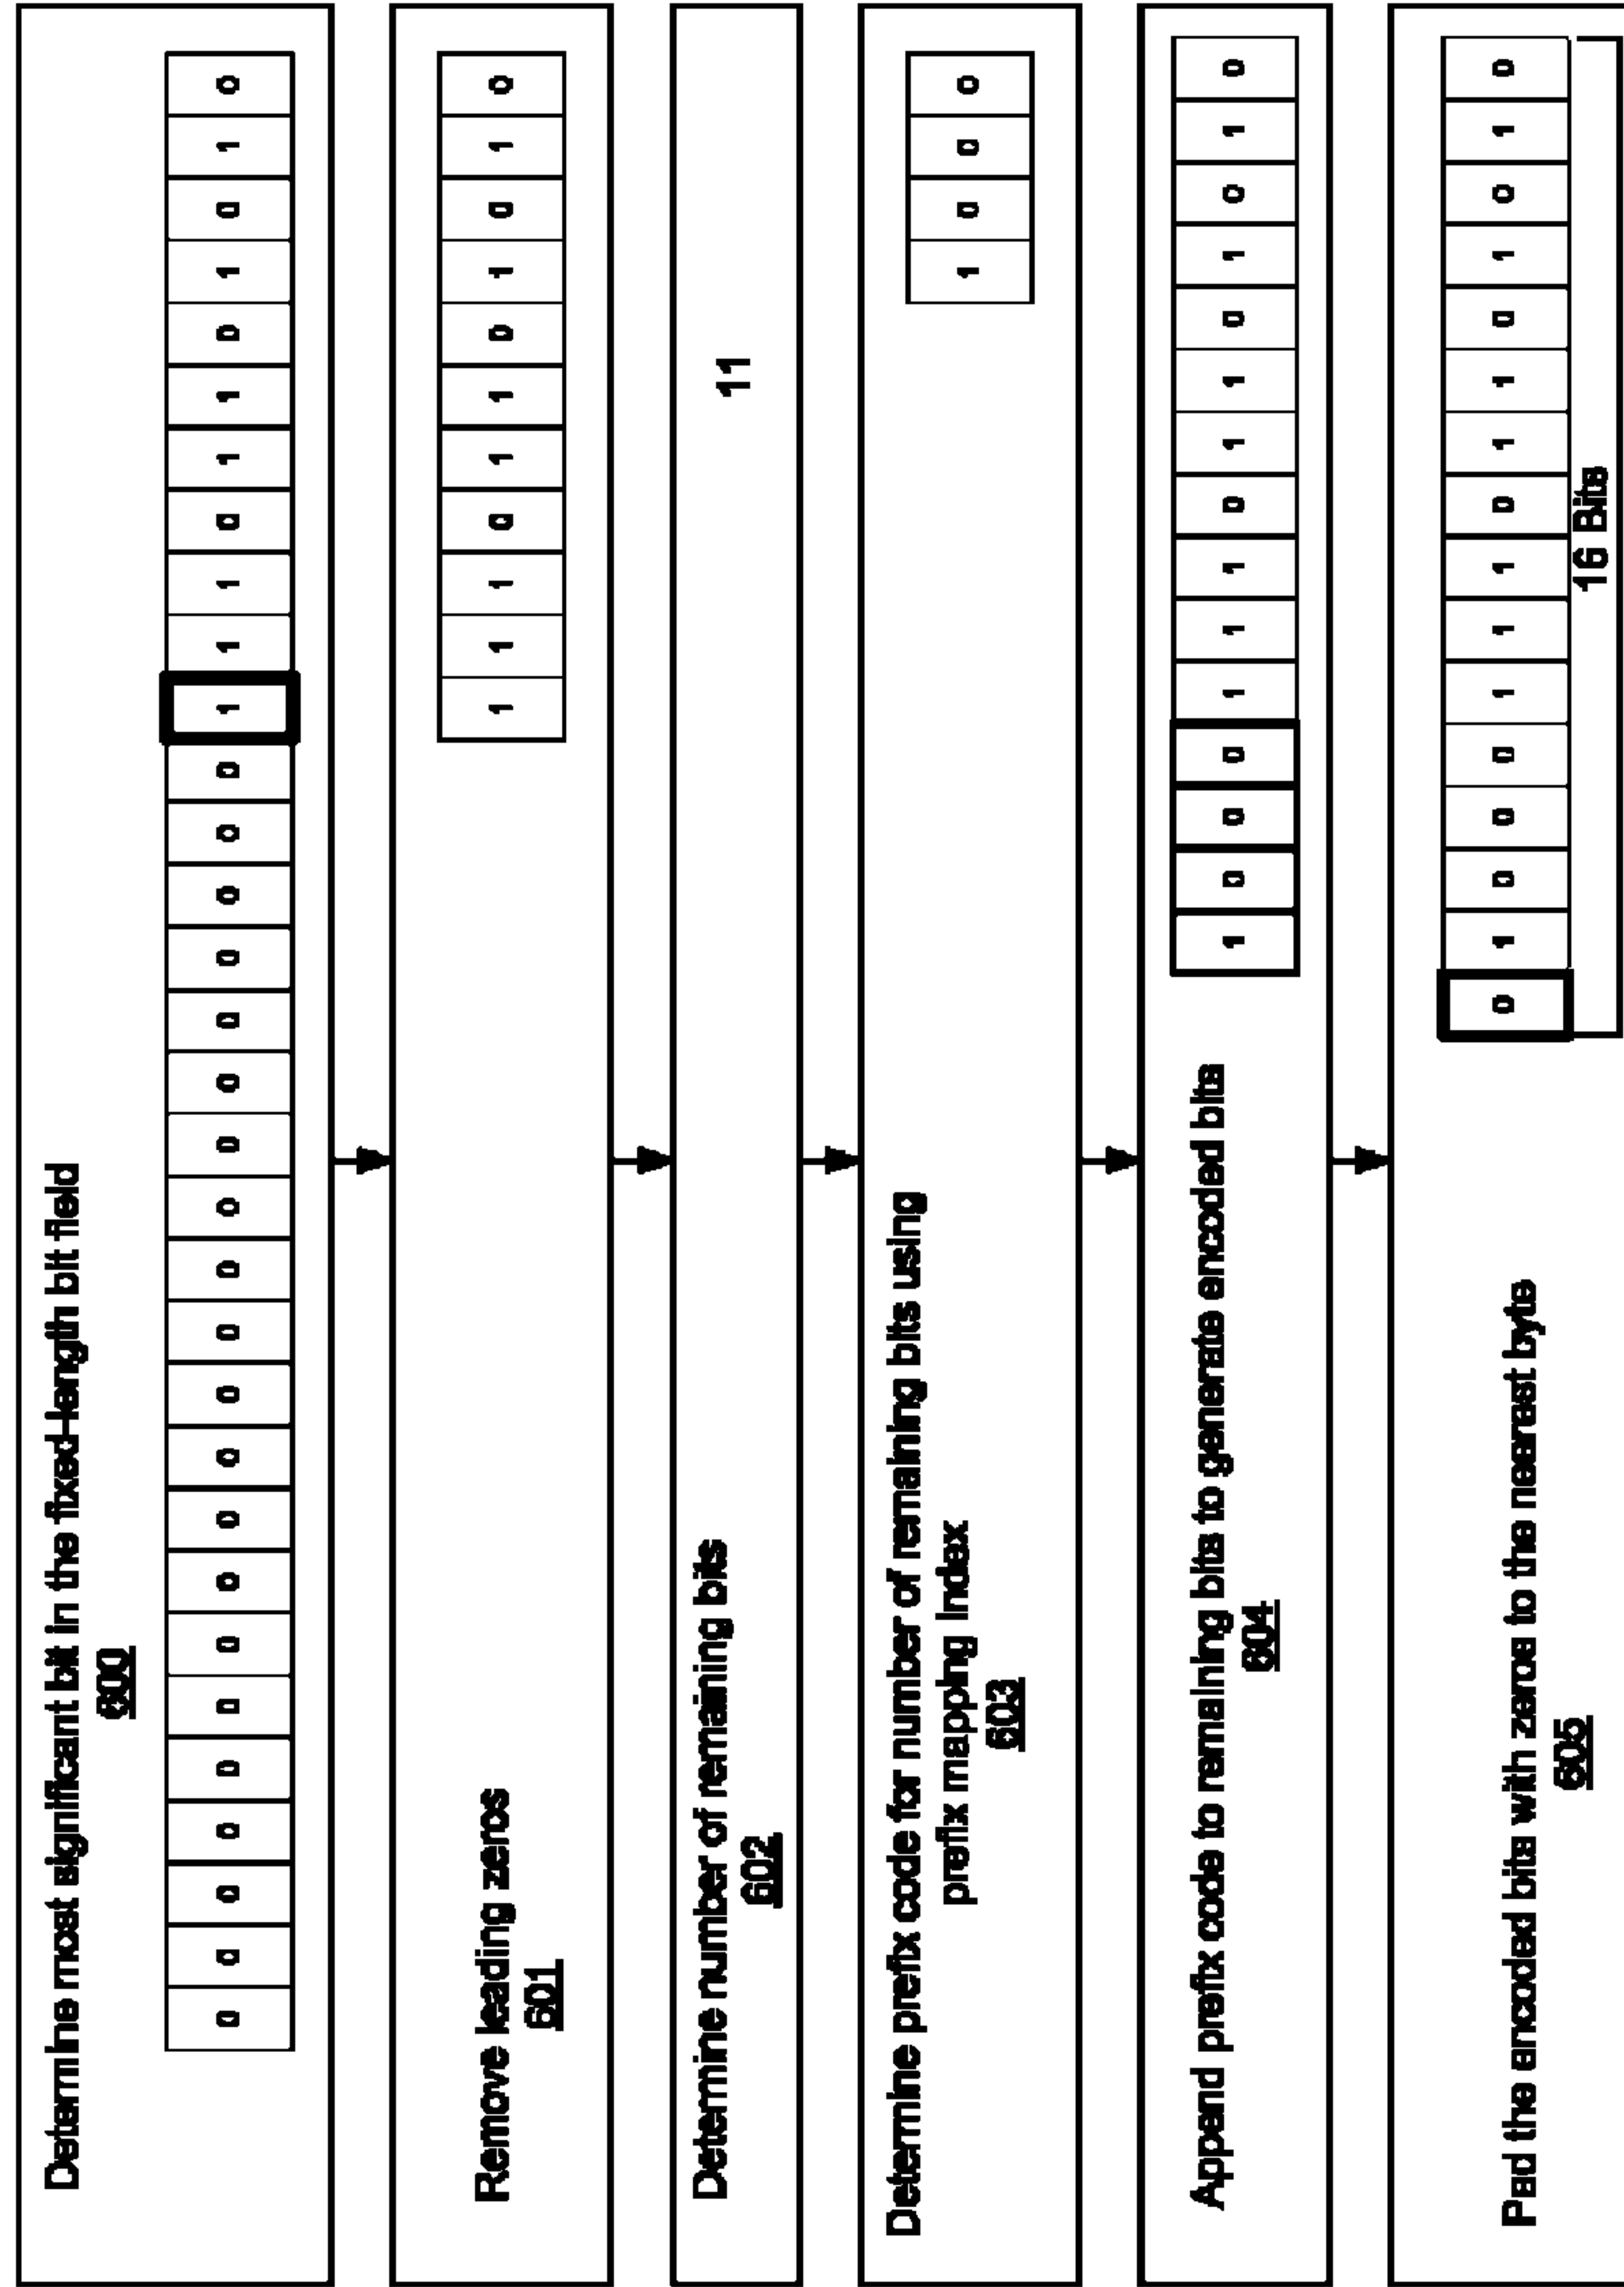 Determine most significant bit in the fixed-length bit field
600
0 0 0 0 0 0 0 0 0 0 0 0 0 0 0 0 0 0 0 0 0 1 1 1 0 1 1 0 1 0 1 0
Remove leading zeros
601
1 1 1 0 1 1 0 1 0 1 0
Determine number of remaining bits
602
11
Determine prefix code for number of remaining bits using
prefix mapping index
603
1 0 0 0
Append prefix code to remaining bits to generate encoded bits
604
1 0 0 0 1 1 1 0 1 1 0 1 0 1 0
Pad the encoded bits with zeros to the nearest byte
605
0 1 0 0 0 1 1 1 0 1 1 0 1 0 1 0
16 Bits